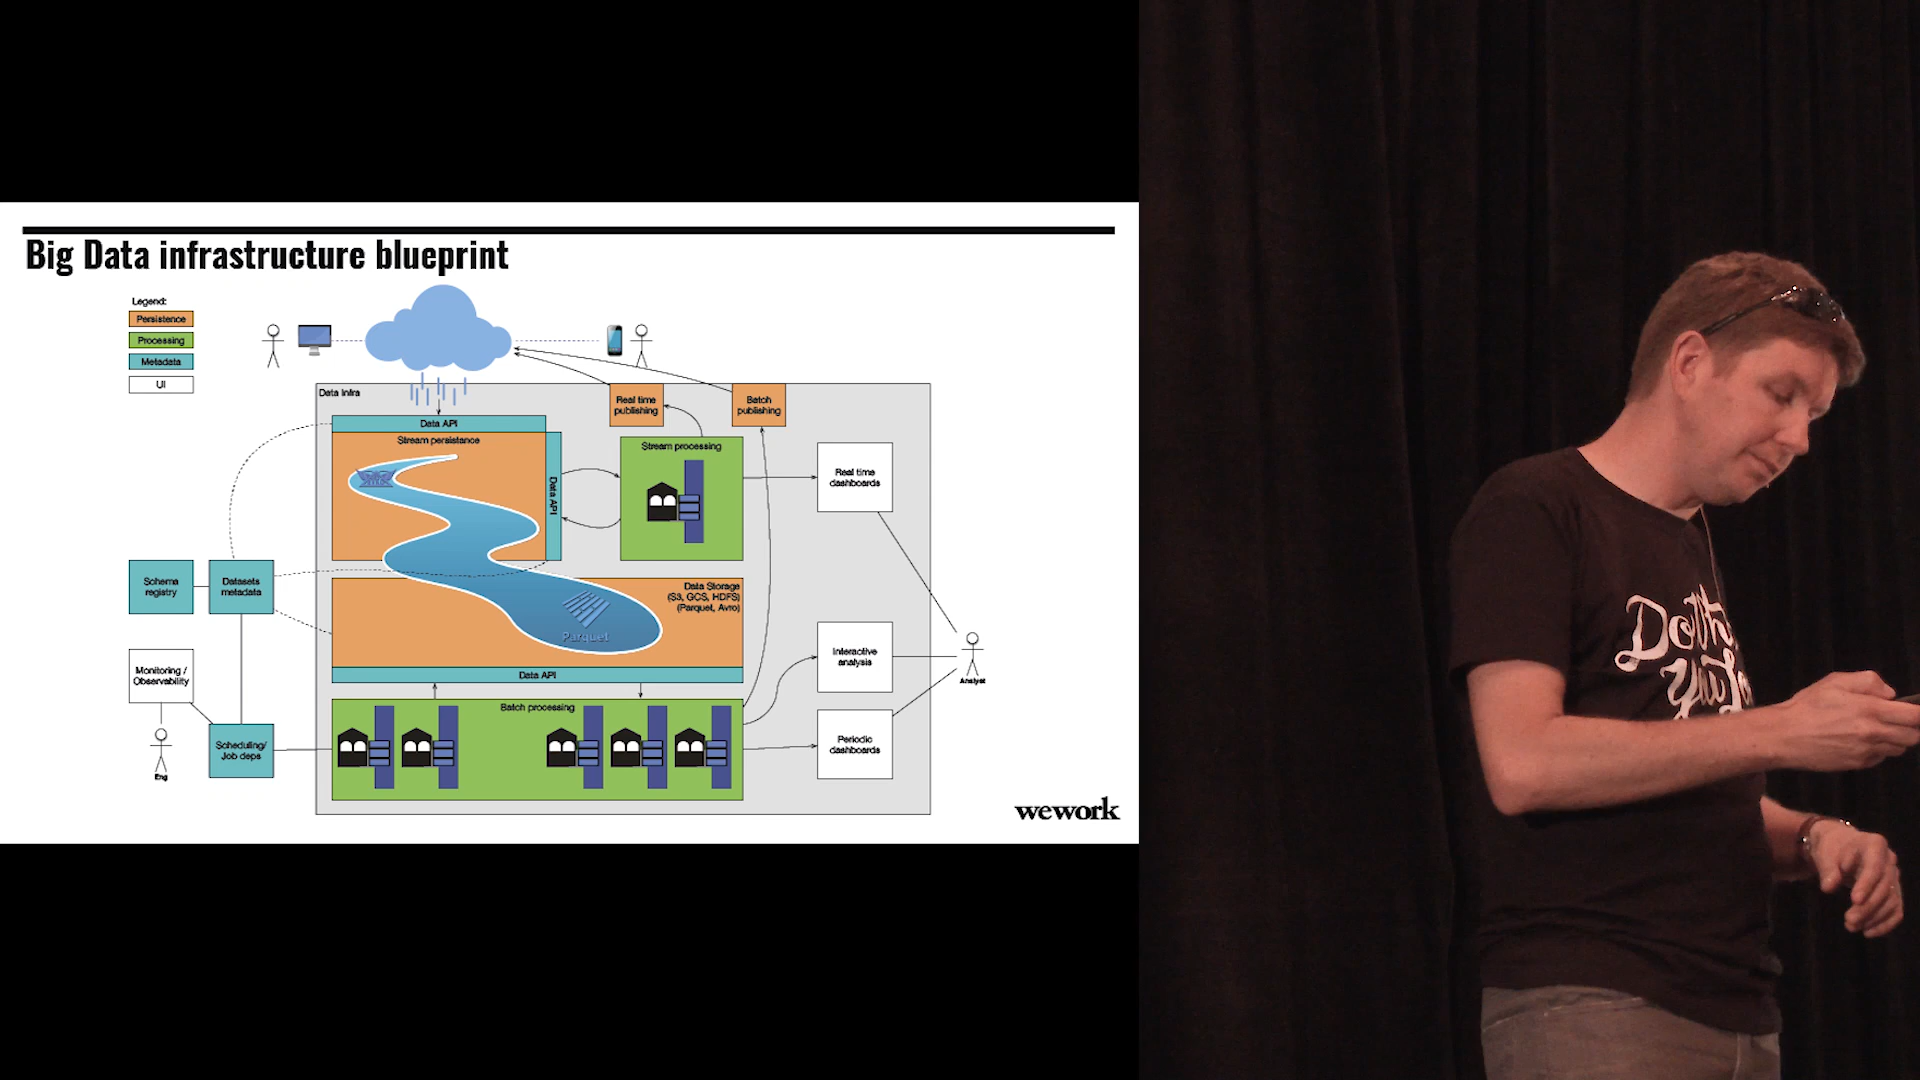 Big Data infrastructure blueprint
Legend:
Persistence
Processing
Metadata
UI
Data Infra
Real time
publishing
Batch
publishing
Data API
Stream persistance
Data API
Stream processing
Real time
dashboards
Schema
registry
Datasets
metadata
Data Storage
(S3, GCS, HDFS)
(Parquet, Avro)
Parquet
Data API
Interactive
analysis
Analyst
Monitoring /
Observability
Eng
Scheduling/
Job deps
Batch processing
Periodic
dashboards
wework